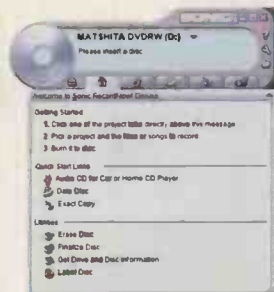 MATSHITA DVDRW (D:)
Please insert a disc
Welcome to Sonic RecordNow! Deluxe
Getting Started
1. Click one of the project tabs directly above this message
2. Pick a project and the files or songs to record
3. Burn it to disc
Quick Start Links
Audio CD for Car or Home CD Player
Data Disc
Exact Copy
Utilities
Erase Disc
Finalize Disc
Get Drive and Disc Information
Label Disc